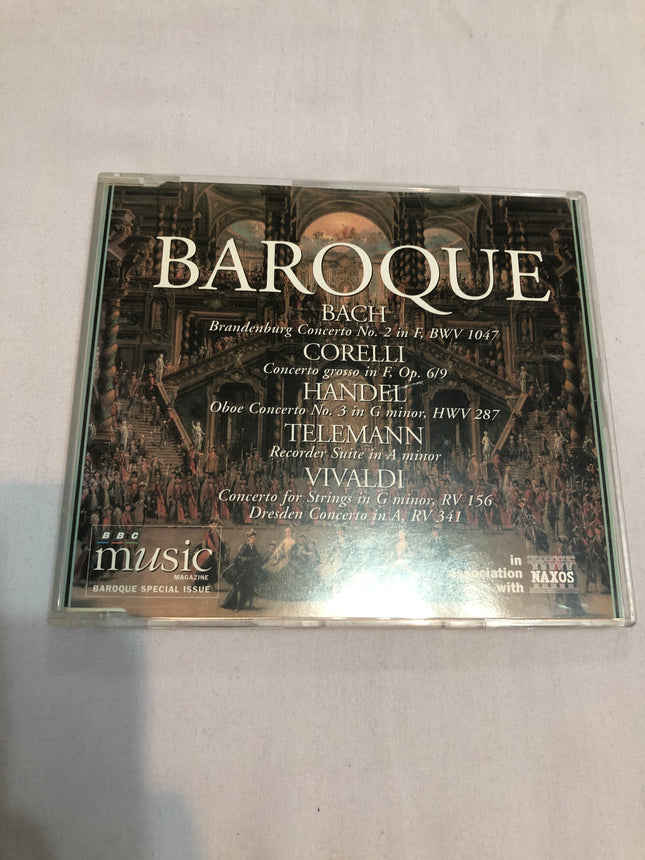 BAROQUE
BACH
Brandenburg Concerto No. 2 in F, BWV 1047
CORELLI
Concerto grosso in F, Op. 6/9
HANDEL
Oboe Concerto No. 3 in G minor, HWV 287
TELEMANN
Recorder Suite in A minor
VIVALDI
Concerto for Strings in G minor, RV 156
Dresden Concerto in A, RV 341
BBC
music
MAGAZINE
BAROQUE SPECIAL ISSUE
in
association
with
NAXOS